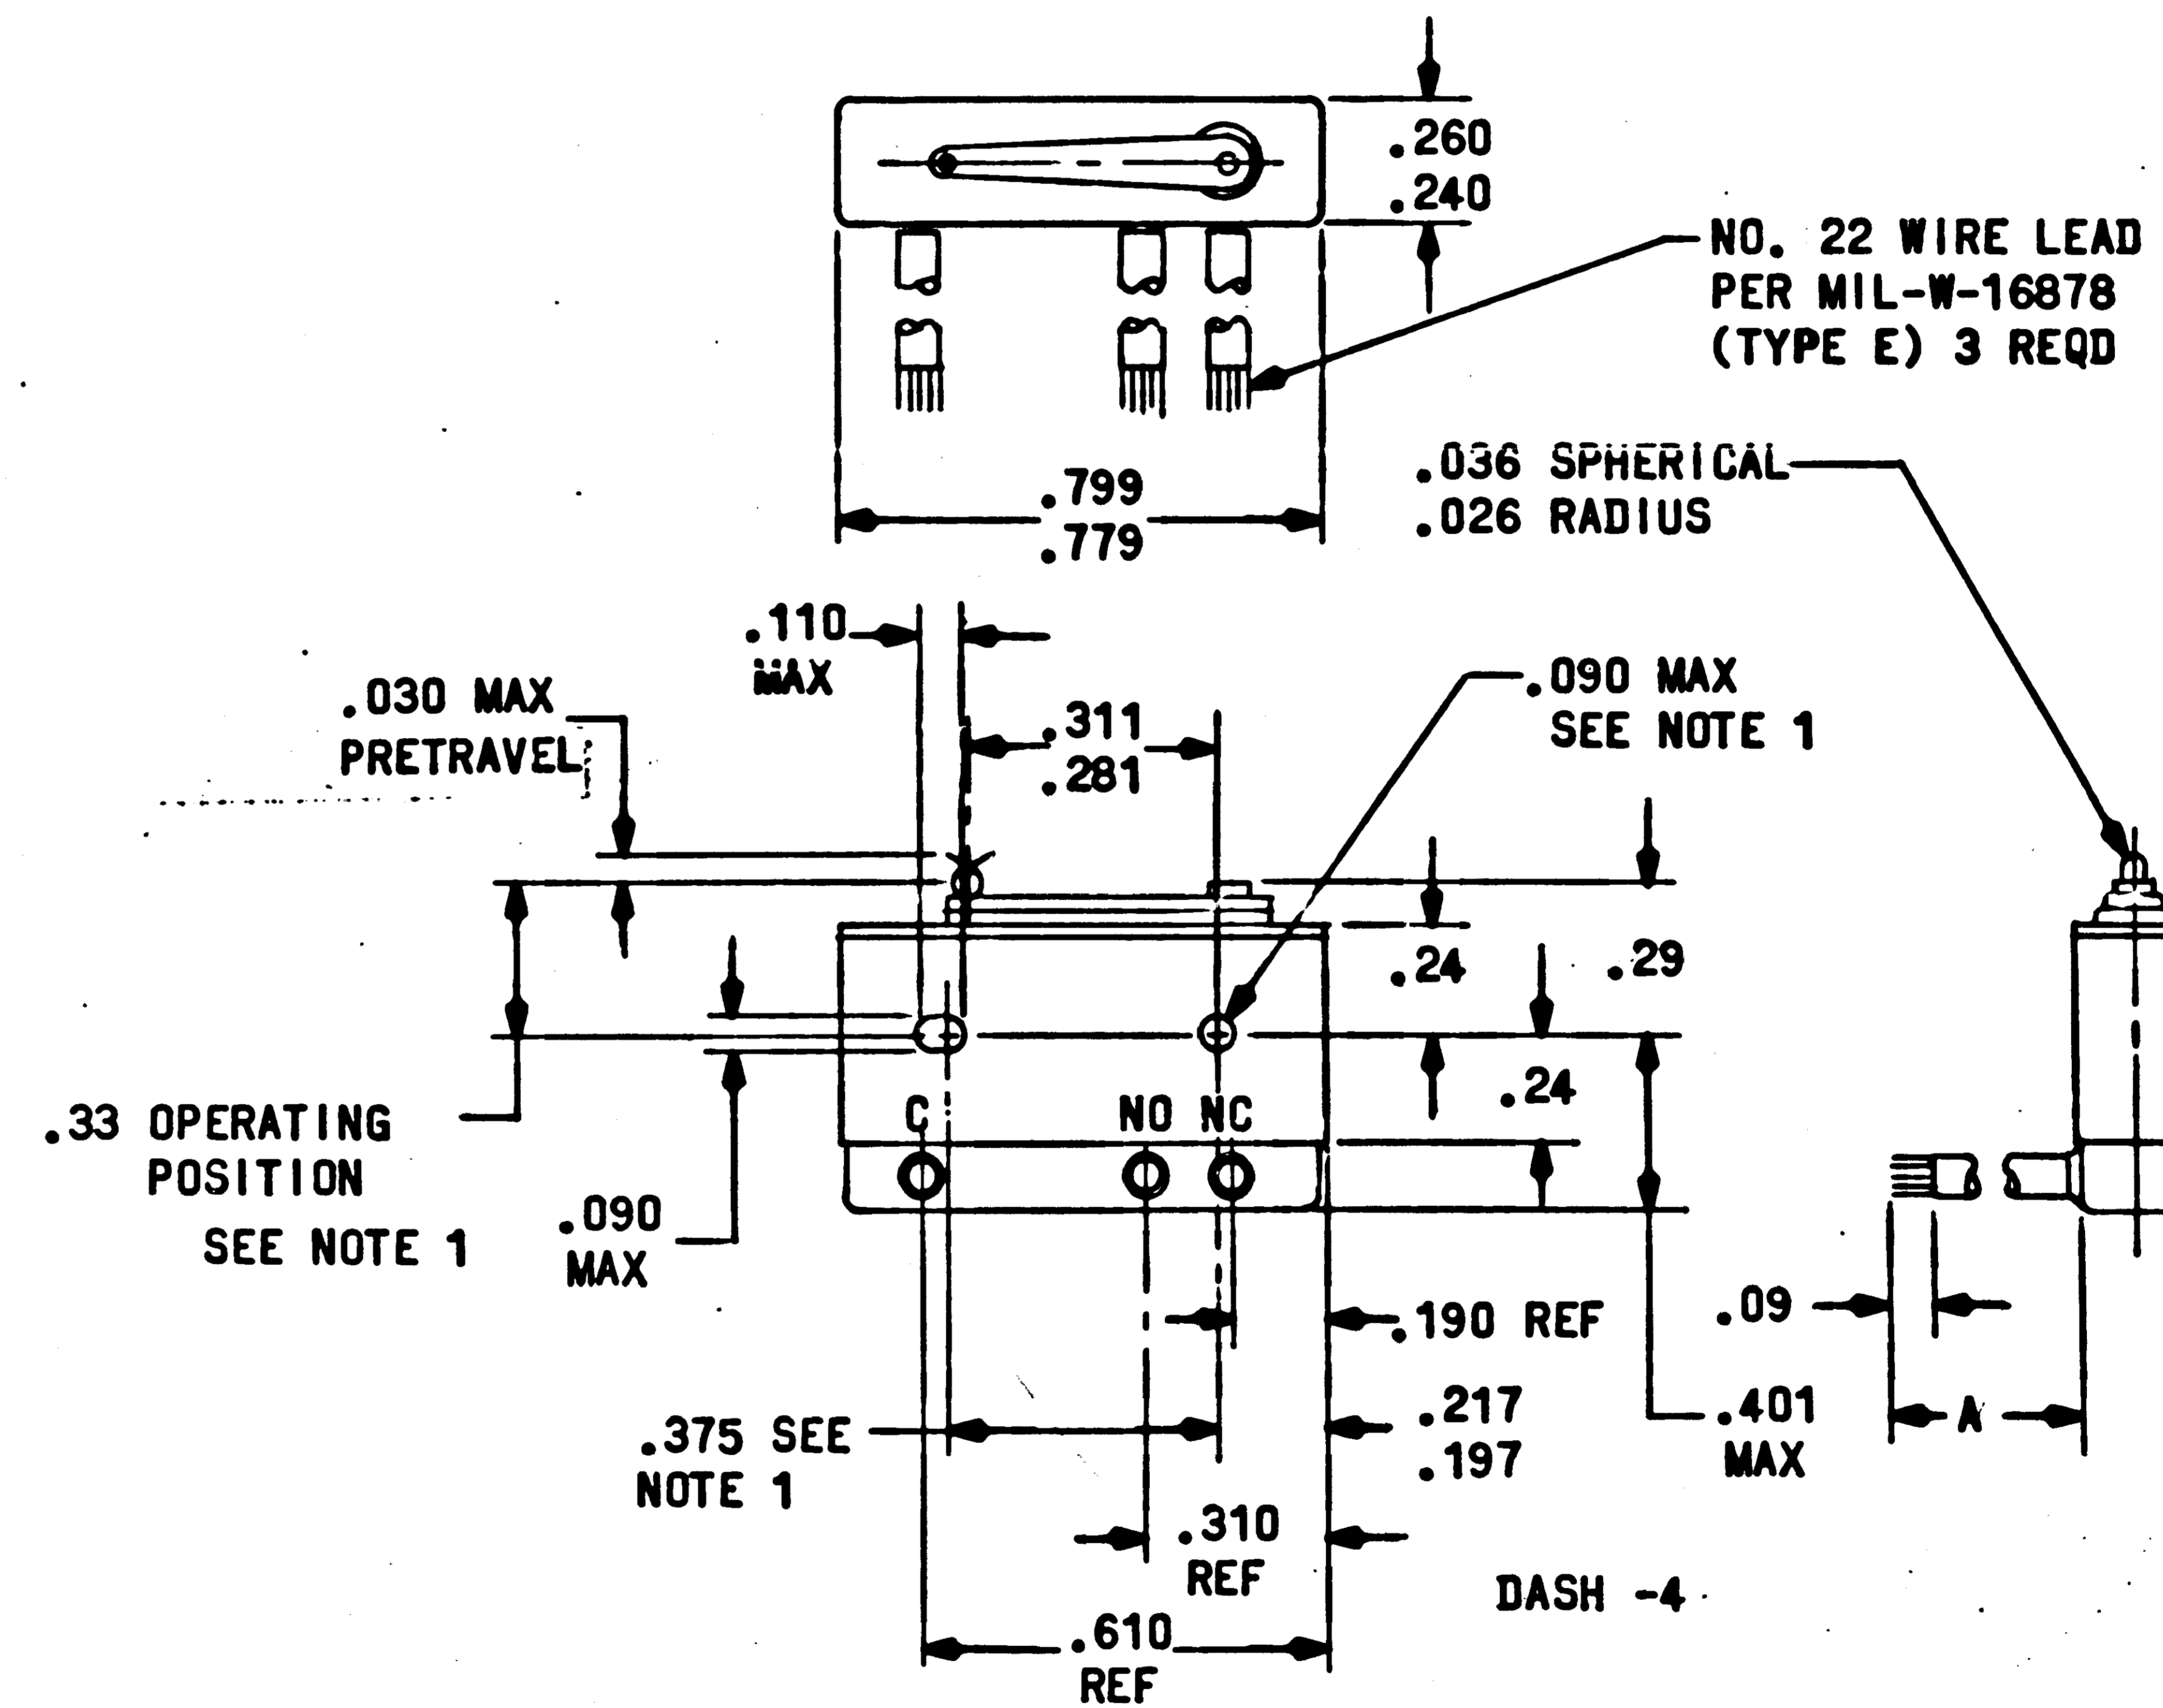 .260
.240
NO. 22 WIRE LEAD
PER MIL-W-16878
(TYPE E) 3 REQD
.036 SPHERICAL
.026 RADIUS
.799
.779
.110
MAX
.030 MAX
PRETRAVEL
.311
.281
.090 MAX
SEE NOTE 1
.24
.29
.24
C NO NC
.33 OPERATING
POSITION
SEE NOTE 1
.090
MAX
.09
.190 REF
.375 SEE
NOTE 1
.217
.197
.401
MAX
A
.310
REF
DASH -4
.610
REF